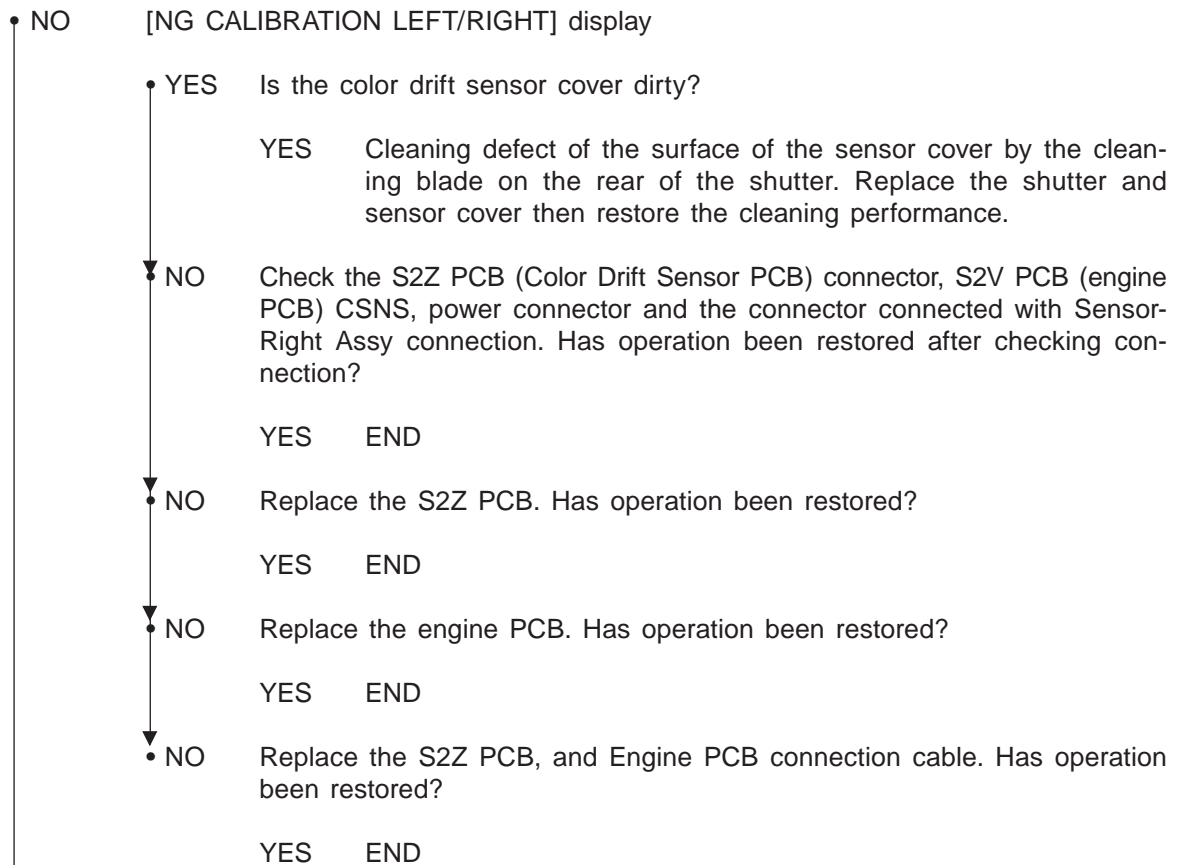 • NO [NG CALIBRATION LEFT/RIGHT] display
• YES Is the color drift sensor cover dirty?
YES Cleaning defect of the surface of the sensor cover by the clean-
ing blade on the rear of the shutter. Replace the shutter and
sensor cover then restore the cleaning performance.
• NO Check the S2Z PCB (Color Drift Sensor PCB) connector, S2V PCB (engine
PCB) CSNS, power connector and the connector connected with Sensor-
Right Assy connection. Has operation been restored after checking con-
nection?
YES END
• NO Replace the S2Z PCB. Has operation been restored?
YES END
• NO Replace the engine PCB. Has operation been restored?
YES END
• NO Replace the S2Z PCB, and Engine PCB connection cable. Has operation
been restored?
YES END